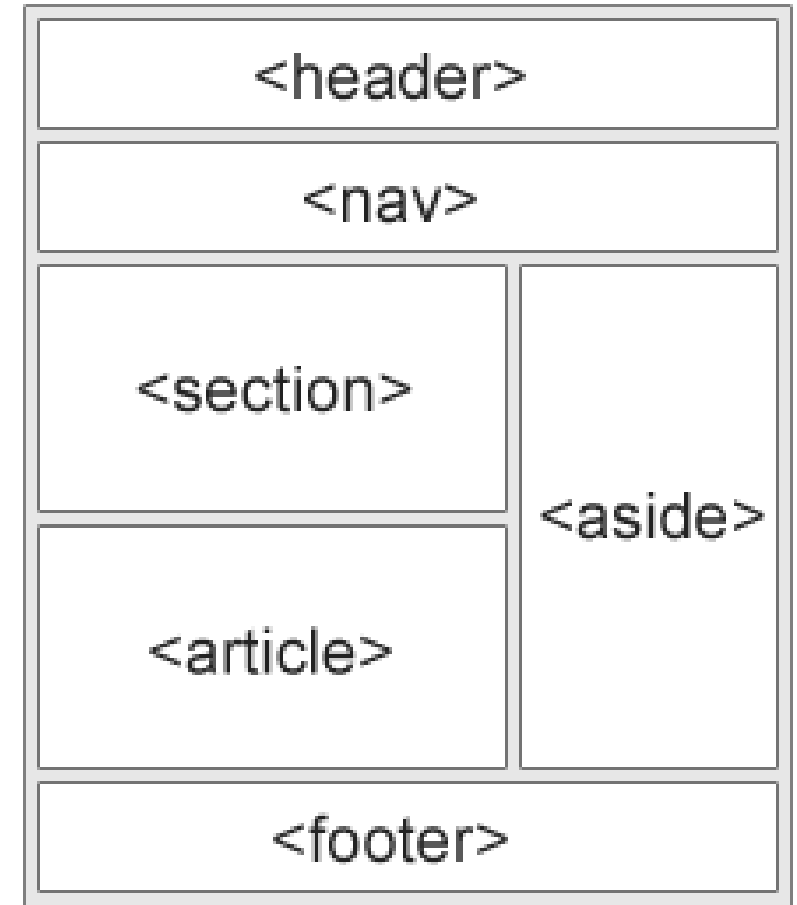 <header>
<nav>
<section>
<aside>
<article>
<footer>